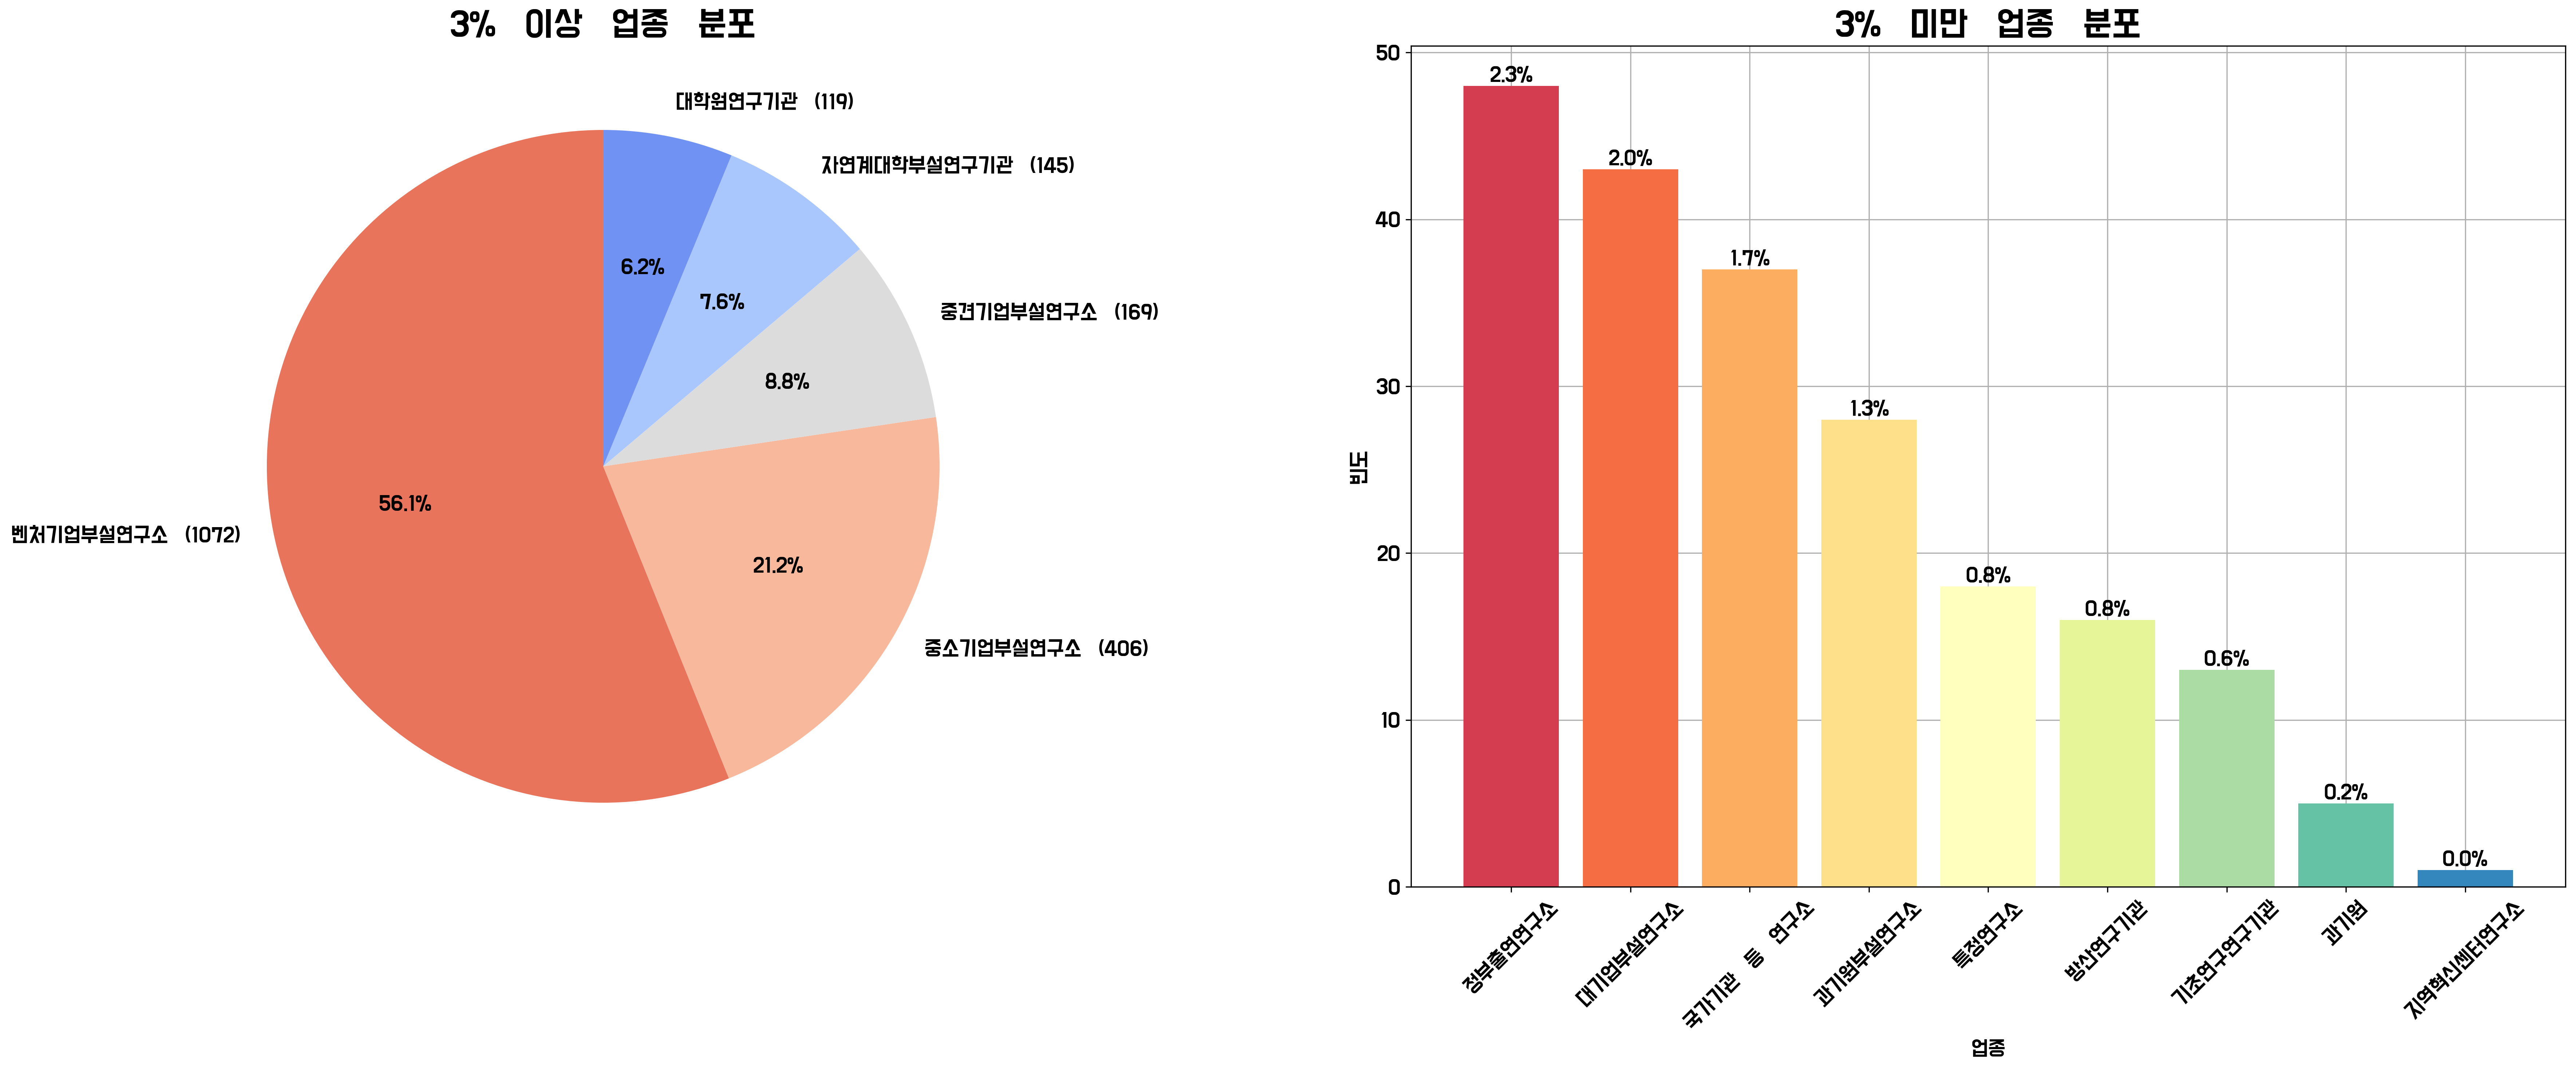 3% 이상 업종 분포
대학원연구기관 (119)
자연계대학부설연구기관 (145)
중견기업부설연구소 (169)
벤처기업부설연구소 (1072)
중소기업부설연구소 (406)
6.2%
7.6%
8.8%
56.1%
21.2%
3% 미만 업종 분포
빈도
50
40
30
20
10
0
2.3%
2.0%
1.7%
1.3%
0.8%
0.8%
0.6%
0.2%
0.0%
정부출연연구소
대기업부설연구소
국가기관 등 연구소
과기원부설연구소
특정연구소
방산연구기관
기초연구연구기관
과기원
지역혁신센터연구소
업종